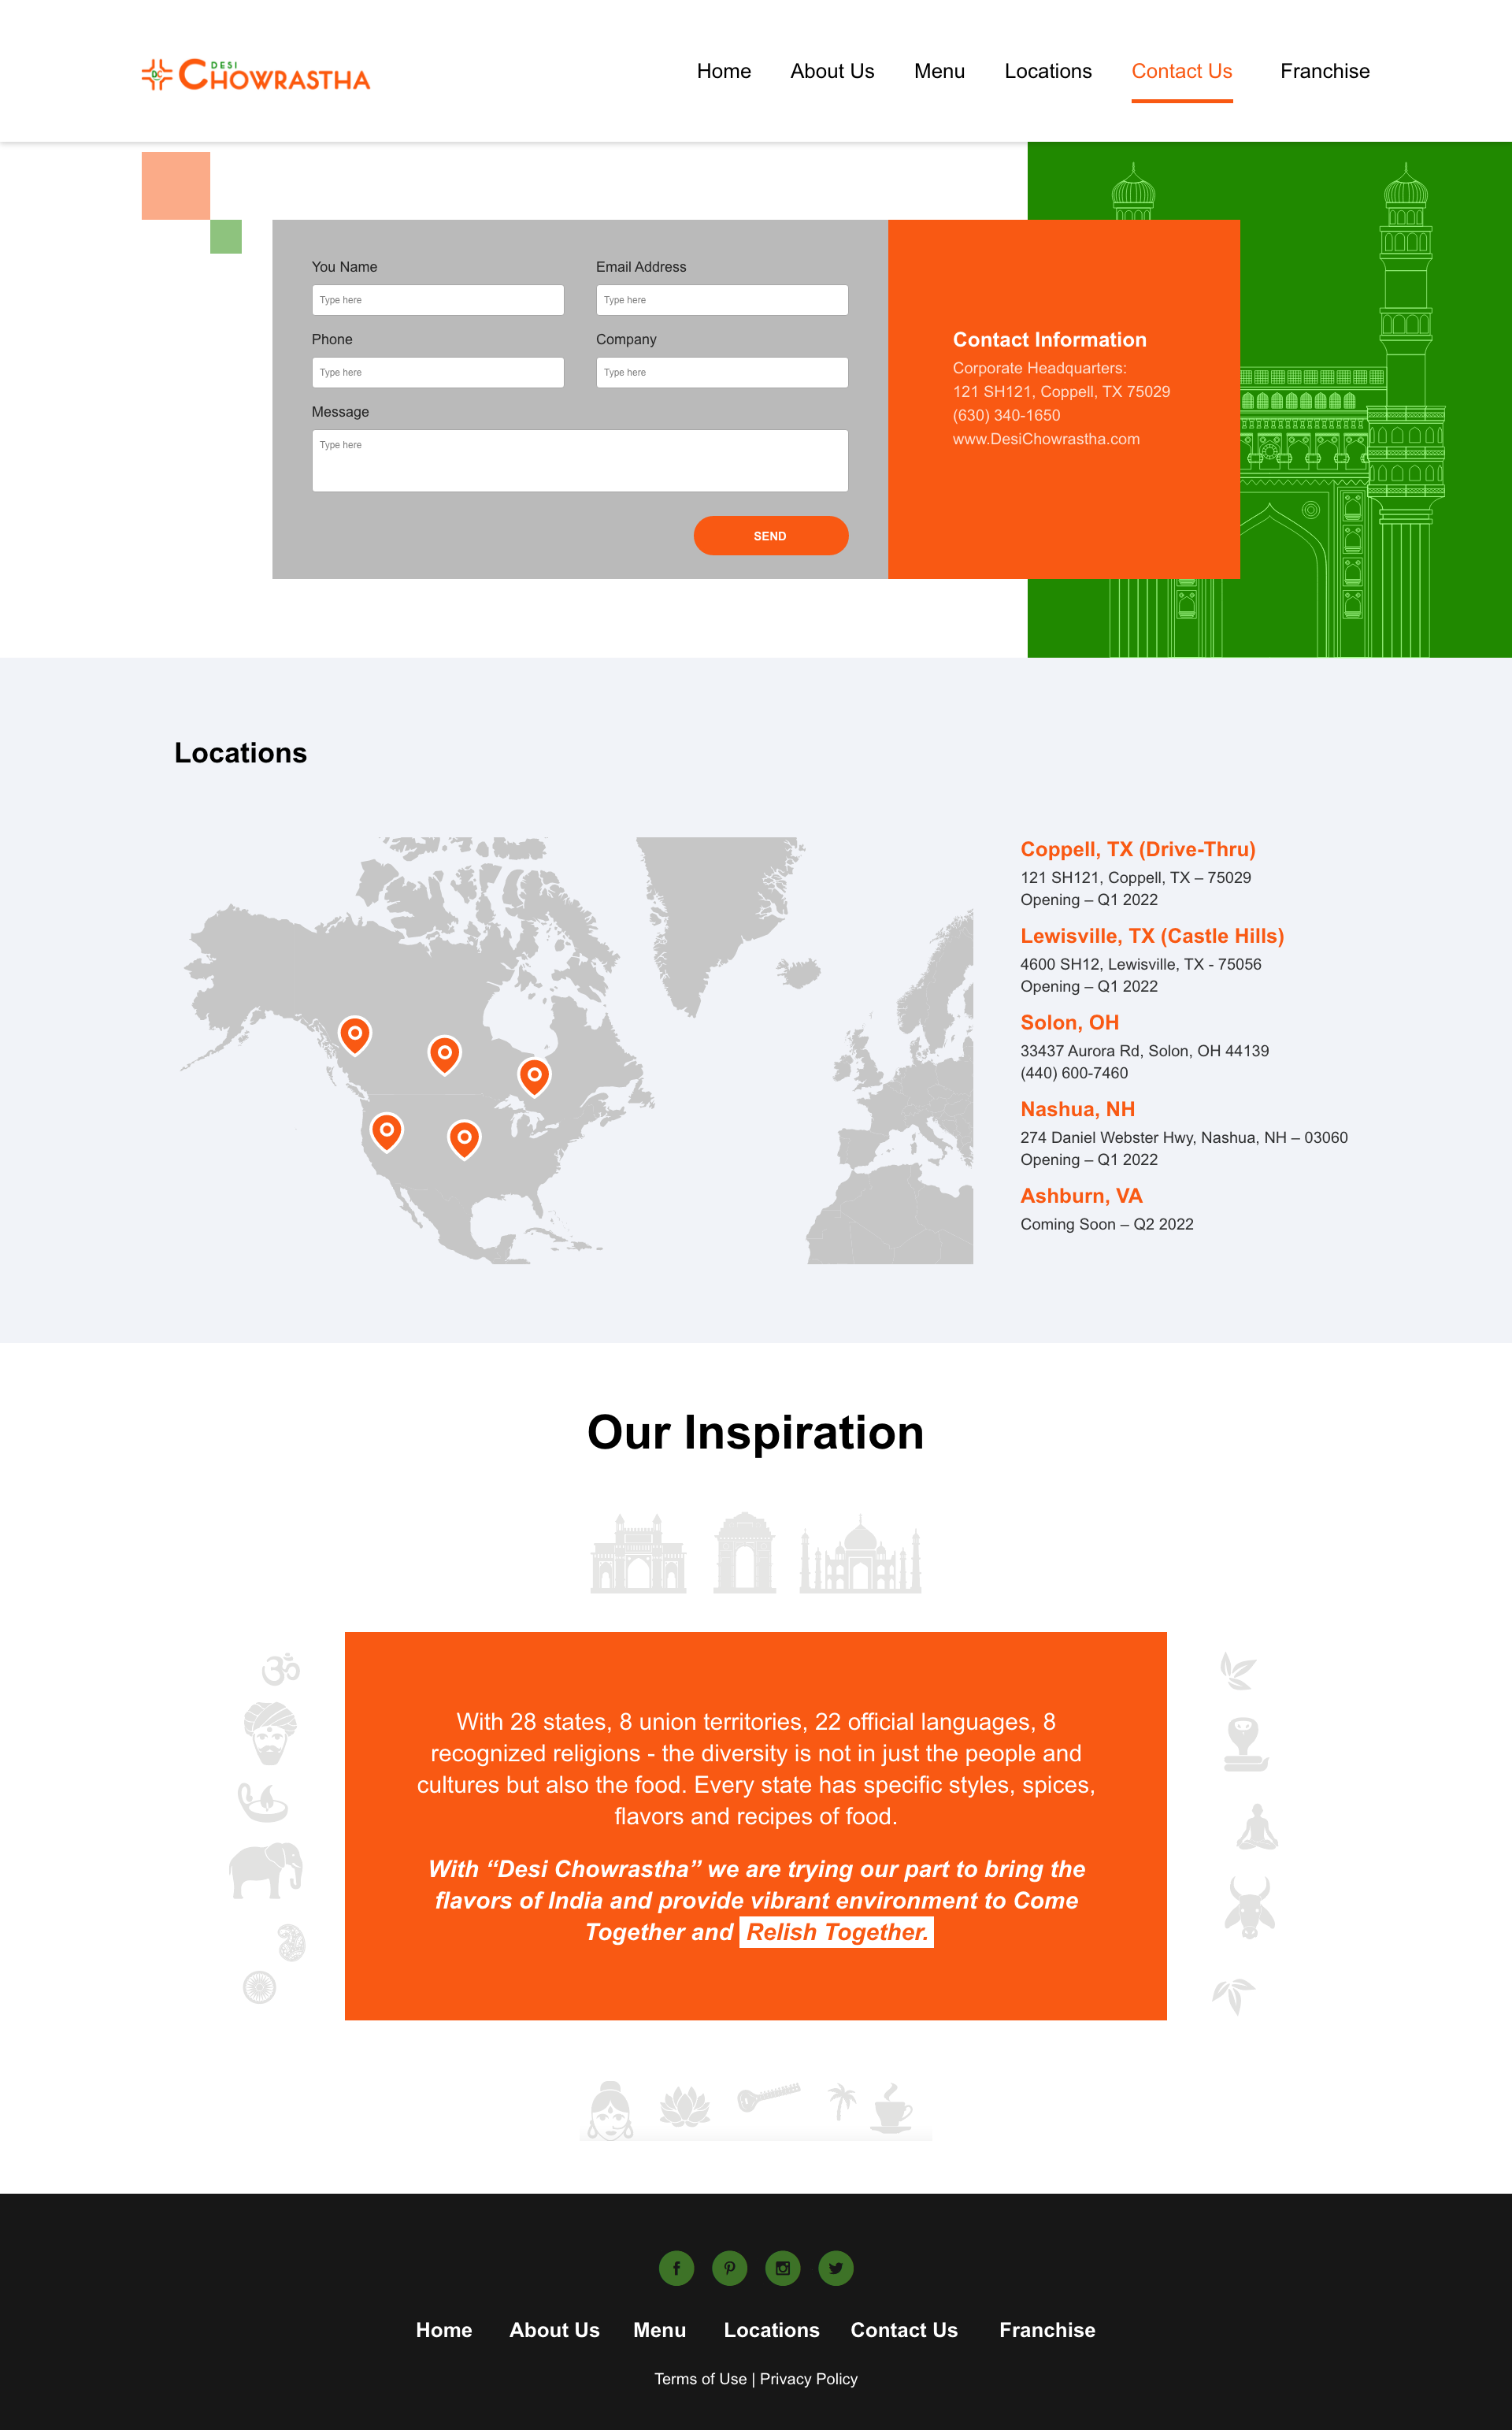 DESI
CHOWRASTHA
DC
Home About Us Menu Locations Contact Us Franchise
You Name Email Address
Type here Type here
Phone Company
Type here Type here
Message
Type here
SEND
Contact Information
Corporate Headquarters:
121 SH121, Coppell, TX 75029
(630) 340-1650
www.DesiChowrastha.com
Locations
Coppell, TX (Drive-Thru)
121 SH121, Coppell, TX – 75029
Opening – Q1 2022
Lewisville, TX (Castle Hills)
4600 SH12, Lewisville, TX - 75056
Opening – Q1 2022
Solon, OH
33437 Aurora Rd, Solon, OH 44139
(440) 600-7460
Nashua, NH
274 Daniel Webster Hwy, Nashua, NH – 03060
Opening – Q1 2022
Ashburn, VA
Coming Soon – Q2 2022
Our Inspiration
ॐ
With 28 states, 8 union territories, 22 official languages, 8
recognized religions - the diversity is not in just the people and
cultures but also the food. Every state has specific styles, spices,
flavors and recipes of food.
With “Desi Chowrastha” we are trying our part to bring the
flavors of India and provide vibrant environment to Come
Together and Relish Together.
Home About Us Menu Locations Contact Us Franchise
Terms of Use | Privacy Policy